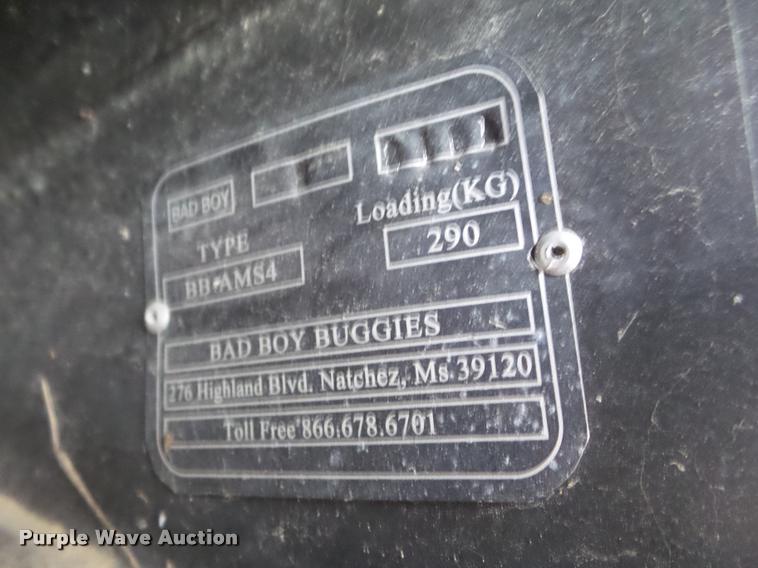 BAD BOY
Loading(KG)
TYPE
290
BB-AMS4
BAD BOY BUGGIES
276 Highland Blvd. Natchez, Ms 39120
Toll Free 866.678.6701
Purple Wave Auction